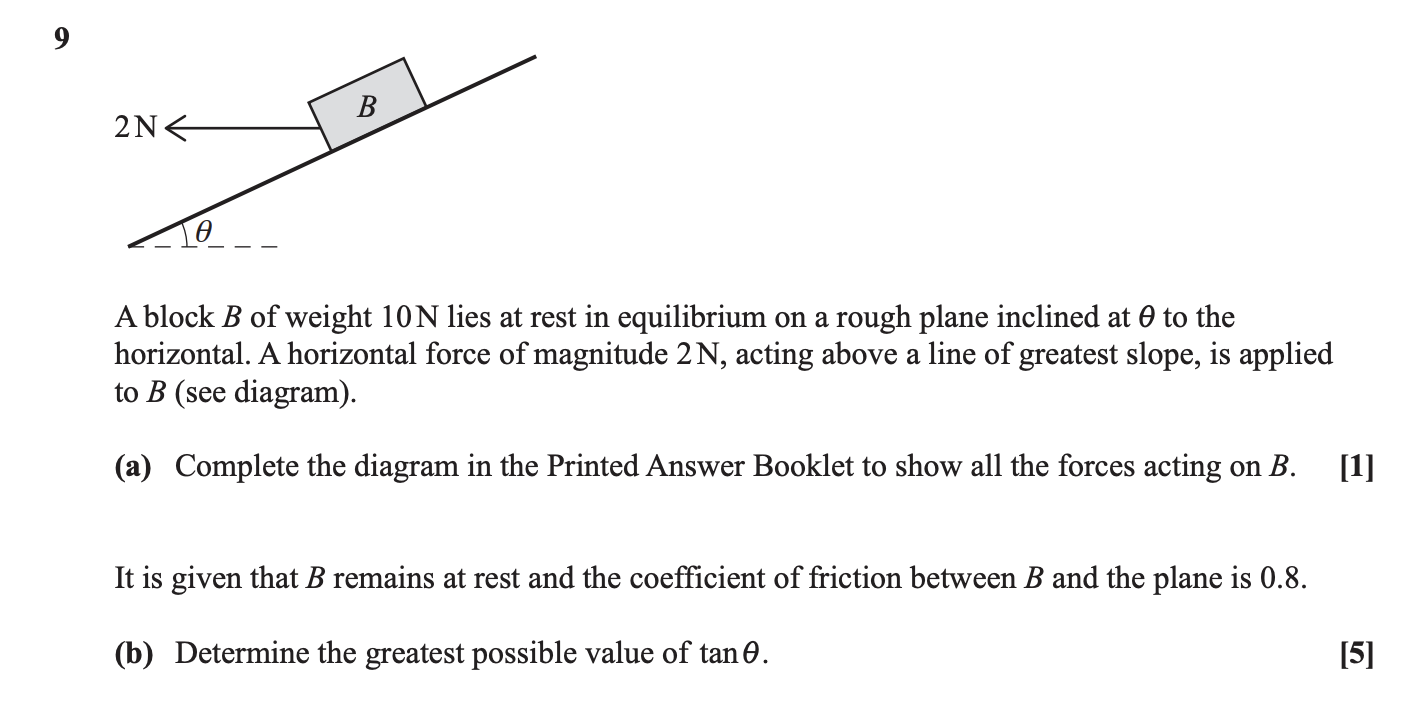 9
B
2 N
θ
A block B of weight 10 N lies at rest in equilibrium on a rough plane inclined at θ to the
horizontal. A horizontal force of magnitude 2 N, acting above a line of greatest slope, is applied
to B (see diagram).
(a) Complete the diagram in the Printed Answer Booklet to show all the forces acting on B. [1]
It is given that B remains at rest and the coefficient of friction between B and the plane is 0.8.
(b) Determine the greatest possible value of tan θ. [5]